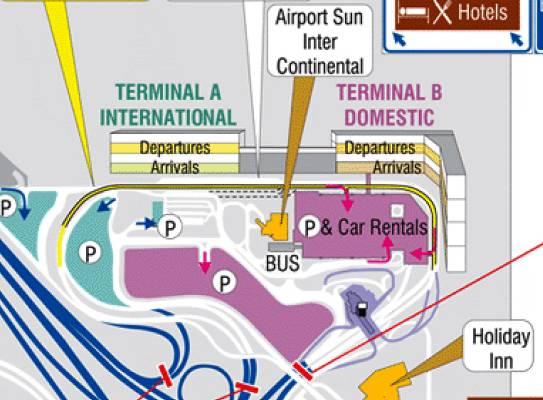 Hotels
Airport Sun
Inter
Continental
TERMINAL A
INTERNATIONAL
TERMINAL B
DOMESTIC
Departures
Arrivals
Departures
Arrivals
P
P
P & Car Rentals
P
BUS
P
Holiday
Inn